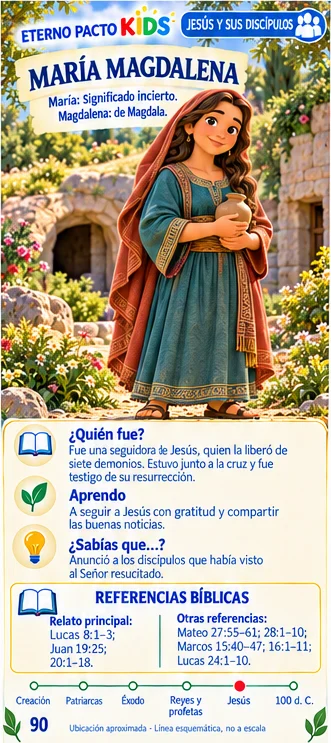 ETERNO PACTO KIDS
JESÚS Y SUS DISCÍPULOS
MARÍA MAGDALENA
María: Significado incierto.
Magdalena: de Magdala.
¿Quién fue?
Fue una seguidora de Jesús, quien la liberó de
siete demonios. Estuvo junto a la cruz y fue
testigo de su resurrección.
Aprendo
A seguir a Jesús con gratitud y compartir
las buenas noticias.
¿Sabías que...?
Anunció a los discípulos que había visto
al Señor resucitado.
REFERENCIAS BÍBLICAS
Relato principal:
Lucas 8:1–3;
Juan 19:25;
20:1–18.
Otras referencias:
Mateo 27:55–61; 28:1–10;
Marcos 15:40–47; 16:1–11;
Lucas 24:1–10.
Creación
Patriarcas
Éxodo
Reyes y
profetas
Jesús
100 d. C.
90
Ubicación aproximada - Línea esquemática, no a escala